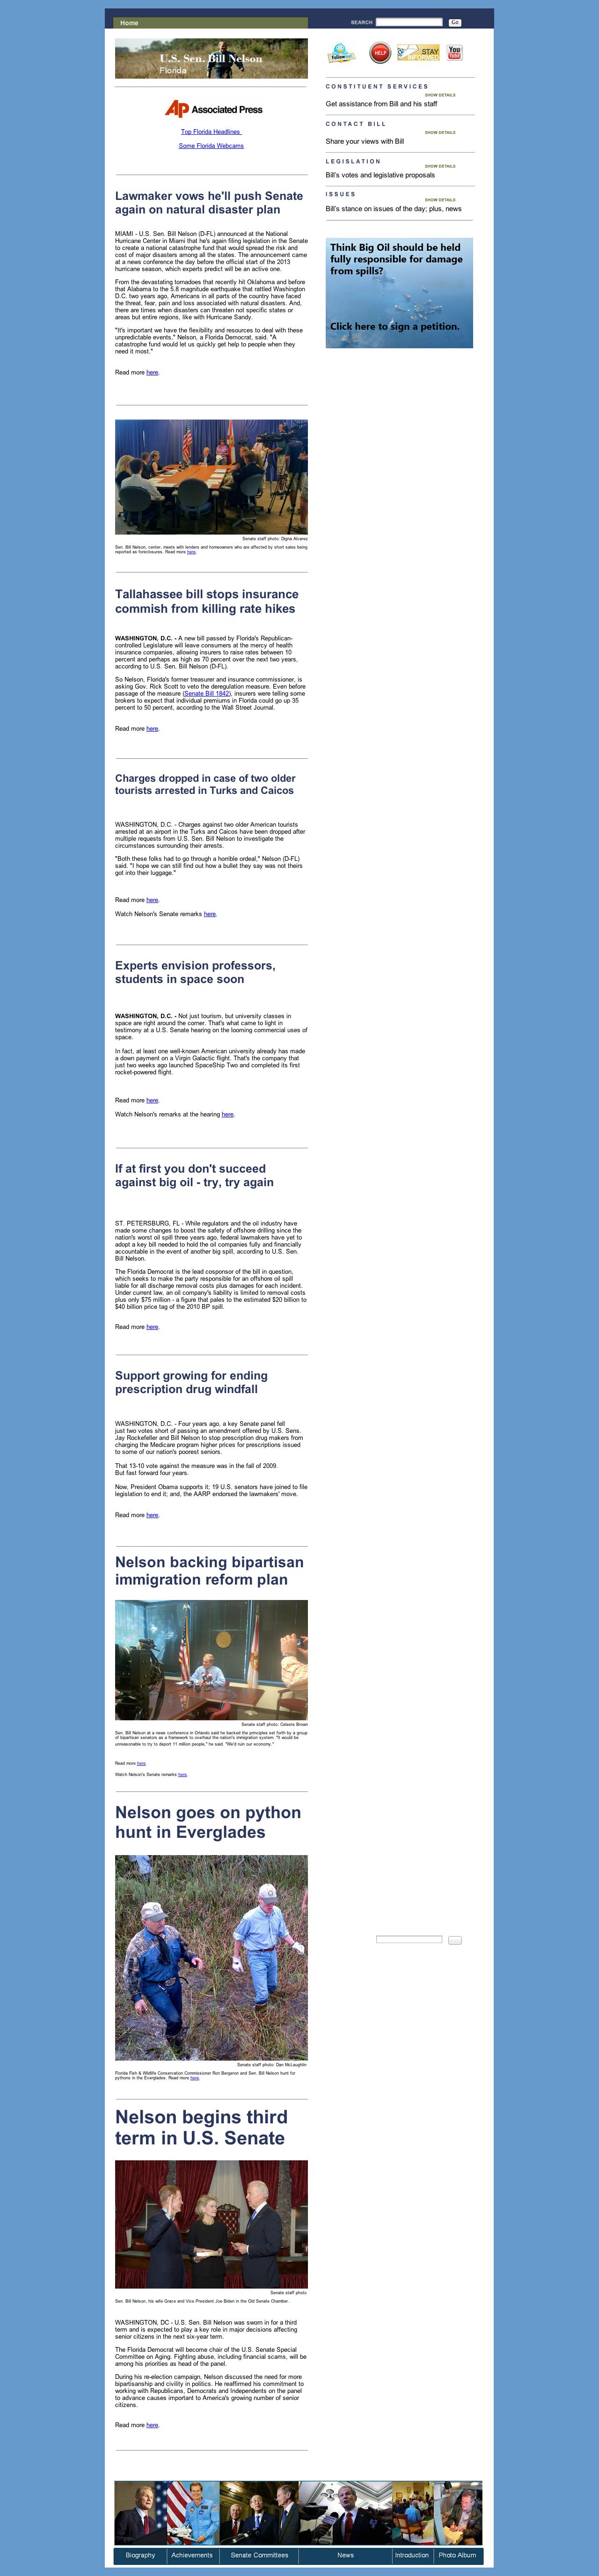 Home
SEARCH
Go
U.S. Sen. Bill Nelson
Florida
AP Associated Press
Top Florida Headlines
Some Florida Webcams
HELP
STAY
You Tube
CONSTITUENT SERVICES
SHOW DETAILS
Get assistance from Bill and his staff
CONTACT BILL
SHOW DETAILS
Share your views with Bill
LEGISLATION
SHOW DETAILS
Bill's votes and legislative proposals
ISSUES
SHOW DETAILS
Bill's stance on issues of the day; plus, news
Think Big Oil should be held
fully responsible for damage
from spills?
Click here to sign a petition.
Lawmaker vows he'll push Senate
again on natural disaster plan
MIAMI - U.S. Sen. Bill Nelson (D-FL) announced at the National
Hurricane Center in Miami that he's again filing legislation in the Senate
to create a national catastrophe fund that would spread the risk and
cost of major disasters among all the states. The announcement came
at a news conference the day before the official start of the 2013
hurricane season, which experts predict will be an active one.
From the devastating tornadoes that recently hit Oklahoma and before
that Alabama to the 5.8 magnitude earthquake that rattled Washington
D.C. two years ago, Americans in all parts of the country have faced
the threat, fear, pain and loss associated with natural disasters. And,
there are times when disasters can threaten not specific states or
areas but entire regions, like with Hurricane Sandy.
"It's important we have the flexibility and resources to deal with these
unpredictable events," Nelson, a Florida Democrat, said. "A
catastrophe fund would let us quickly get help to people when they
need it most."
Read more here.
Senate staff photo: Digna Alvarez
Sen. Bill Nelson, center, meets with lenders and homeowners who are affected by short sales being
reported as foreclosures. Read more here.
Tallahassee bill stops insurance
commish from killing rate hikes
WASHINGTON, D.C. - A new bill passed by Florida's Republican-
controlled Legislature will leave consumers at the mercy of health
insurance companies, allowing insurers to raise rates between 10
percent and perhaps as high as 70 percent over the next two years,
according to U.S. Sen. Bill Nelson (D-FL).
So Nelson, Florida's former treasurer and insurance commissioner, is
asking Gov. Rick Scott to veto the deregulation measure. Even before
passage of the measure (Senate Bill 1842), insurers were telling some
brokers to expect that individual premiums in Florida could go up 35
percent to 50 percent, according to the Wall Street Journal.
Read more here.
Charges dropped in case of two older
tourists arrested in Turks and Caicos
WASHINGTON, D.C. - Charges against two older American tourists
arrested at an airport in the Turks and Caicos have been dropped after
multiple requests from U.S. Sen. Bill Nelson to investigate the
circumstances surrounding their arrests.
"Both these folks had to go through a horrible ordeal," Nelson (D-FL)
said. "I hope we can still find out how a bullet they say was not theirs
got into their luggage."
Read more here.
Watch Nelson's Senate remarks here.
Experts envision professors,
students in space soon
WASHINGTON, D.C. - Not just tourism, but university classes in
space are right around the corner. That's what came to light in
testimony at a U.S. Senate hearing on the looming commercial uses of
space.
In fact, at least one well-known American university already has made
a down payment on a Virgin Galactic flight. That's the company that
just two weeks ago launched SpaceShip Two and completed its first
rocket-powered flight.
Read more here.
Watch Nelson's remarks at the hearing here.
If at first you don't succeed
against big oil - try, try again
ST. PETERSBURG, FL - While regulators and the oil industry have
made some changes to boost the safety of offshore drilling since the
nation's worst oil spill three years ago, federal lawmakers have yet to
adopt a key bill needed to hold the oil companies fully and financially
accountable in the event of another big spill, according to U.S. Sen.
Bill Nelson.
The Florida Democrat is the lead cosponsor of the bill in question,
which seeks to make the party responsible for an offshore oil spill
liable for all discharge removal costs plus damages for each incident.
Under current law, an oil company's liability is limited to removal costs
plus only $75 million - a figure that pales to the estimated $20 billion to
$40 billion price tag of the 2010 BP spill.
Read more here.
Support growing for ending
prescription drug windfall
WASHINGTON, D.C. - Four years ago, a key Senate panel fell
just two votes short of passing an amendment offered by U.S. Sens.
Jay Rockefeller and Bill Nelson to stop prescription drug makers from
charging the Medicare program higher prices for prescriptions issued
to some of our nation's poorest seniors.
That 13-10 vote against the measure was in the fall of 2009.
But fast forward four years.
Now, President Obama supports it; 19 U.S. senators have joined to file
legislation to end it; and, the AARP endorsed the lawmakers' move.
Read more here.
Nelson backing bipartisan
immigration reform plan
Senate staff photo: Celeste Brown
Sen. Bill Nelson at a news conference in Orlando said he backed the principles set forth by a group
of bipartisan senators as a framework to overhaul the nation's immigration system. "It would be
unreasonable to try to deport 11 million people," he said. "We'd ruin our economy."
Read more here.
Watch Nelson's Senate remarks here.
Nelson goes on python
hunt in Everglades
Senate staff photo: Dan McLaughlin
Florida Fish & Wildlife Conservation Commissioner Ron Bergeron and Sen. Bill Nelson hunt for
pythons in the Everglades. Read more here.
Nelson begins third
term in U.S. Senate
Senate staff photo
Sen. Bill Nelson, his wife Grace and Vice President Joe Biden in the Old Senate Chamber.
WASHINGTON, DC - U.S. Sen. Bill Nelson was sworn in for a third
term and is expected to play a key role in major decisions affecting
senior citizens in the next six-year term.
The Florida Democrat will become chair of the U.S. Senate Special
Committee on Aging. Fighting abuse, including financial scams, will be
among his priorities as head of the panel.
During his re-election campaign, Nelson discussed the need for more
bipartisanship and civility in politics. He reaffirmed his commitment to
working with Republicans, Democrats and Independents on the panel
to advance causes important to America's growing number of senior
citizens.
Read more here.
Biography
Achievements
Senate Committees
News
Introduction
Photo Album